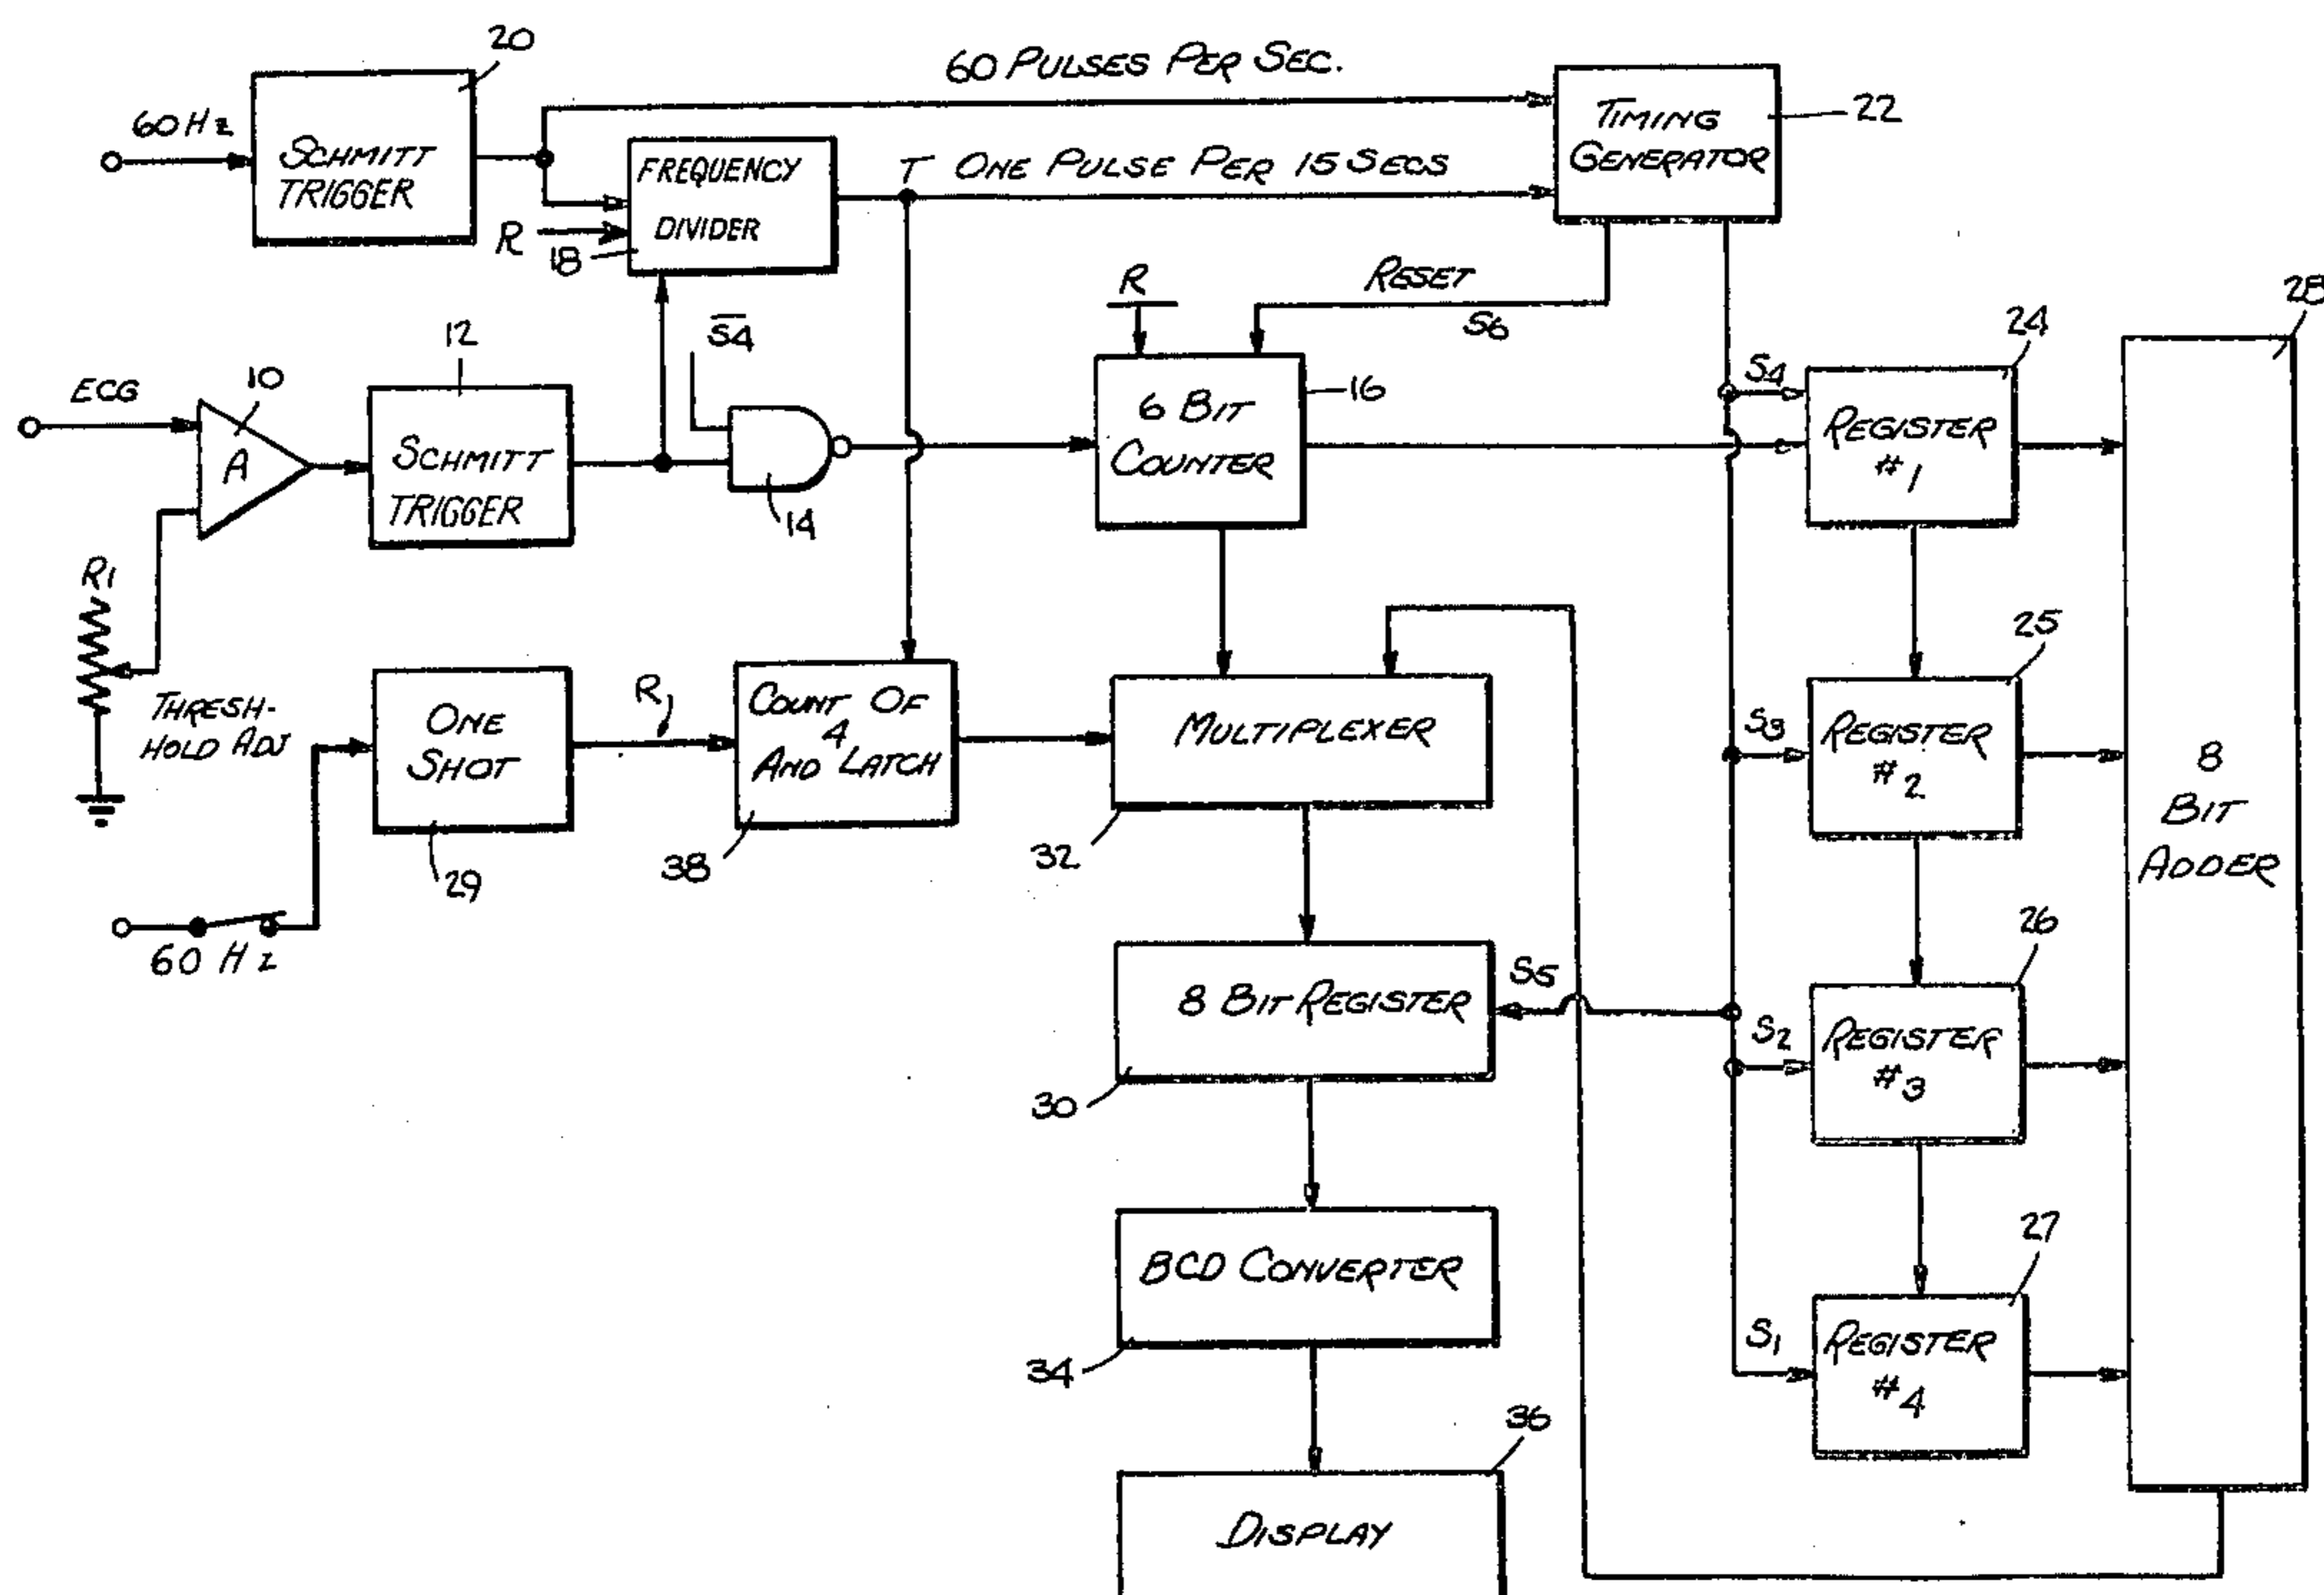 20
60 PULSES PER SEC.
60 Hz
SCHMITT
TRIGGER
FREQUENCY
DIVIDER
R
18
T ONE PULSE PER 15 SECS
TIMING
GENERATOR
22
R
RESET
S6
28
ECG
10
A
12
SCHMITT
TRIGGER
S4
14
6 BIT
COUNTER
16
S4
24
REGISTER
#1
R1
THRESH-
HOLD ADJ
ONE
SHOT
29
R
COUNT OF
4
AND LATCH
38
MULTIPLEXER
32
S3
25
REGISTER
#2
8
BIT
ADDER
60 Hz
8 BIT REGISTER
30
S5
S2
26
REGISTER
#3
BCD CONVERTER
34
S1
27
REGISTER
#4
36
DISPLAY